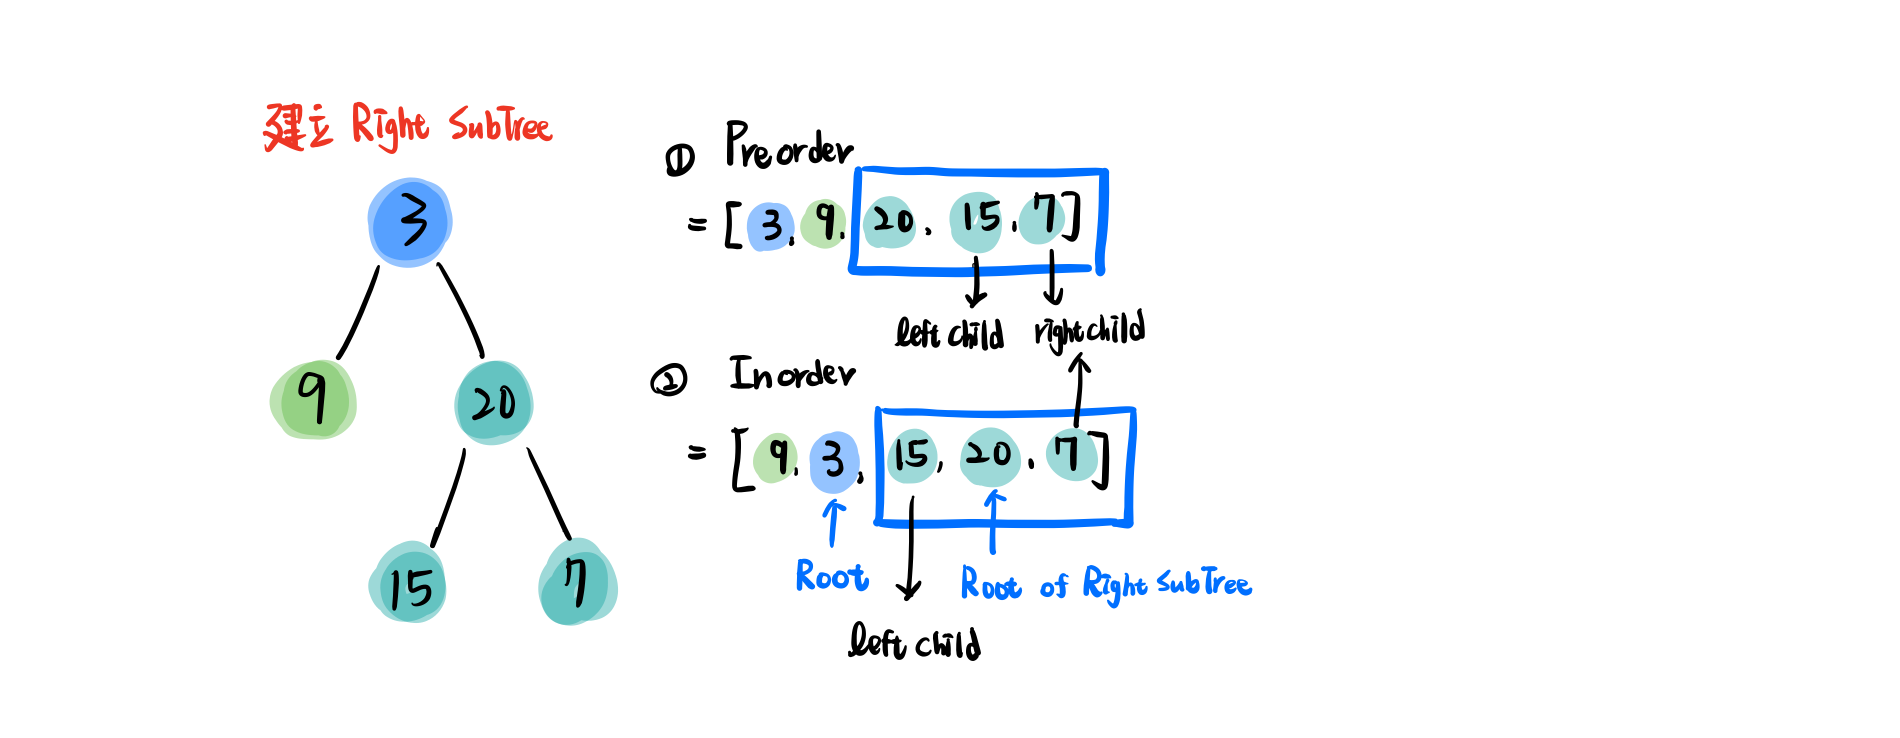 建立 Right SubTree
3
9
20
15
7
① Preorder
= [ 3, 9, 20, 15, 7 ]
left child
right child
② Inorder
= [ 9, 3, 15, 20, 7 ]
Root
Root of Right SubTree
left child